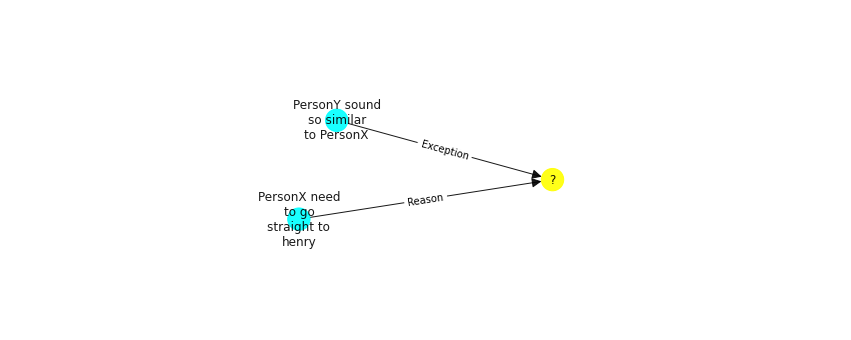 PersonY sound
so similar
to PersonX
Exception
?
PersonX need
to go
straight to
henry
Reason